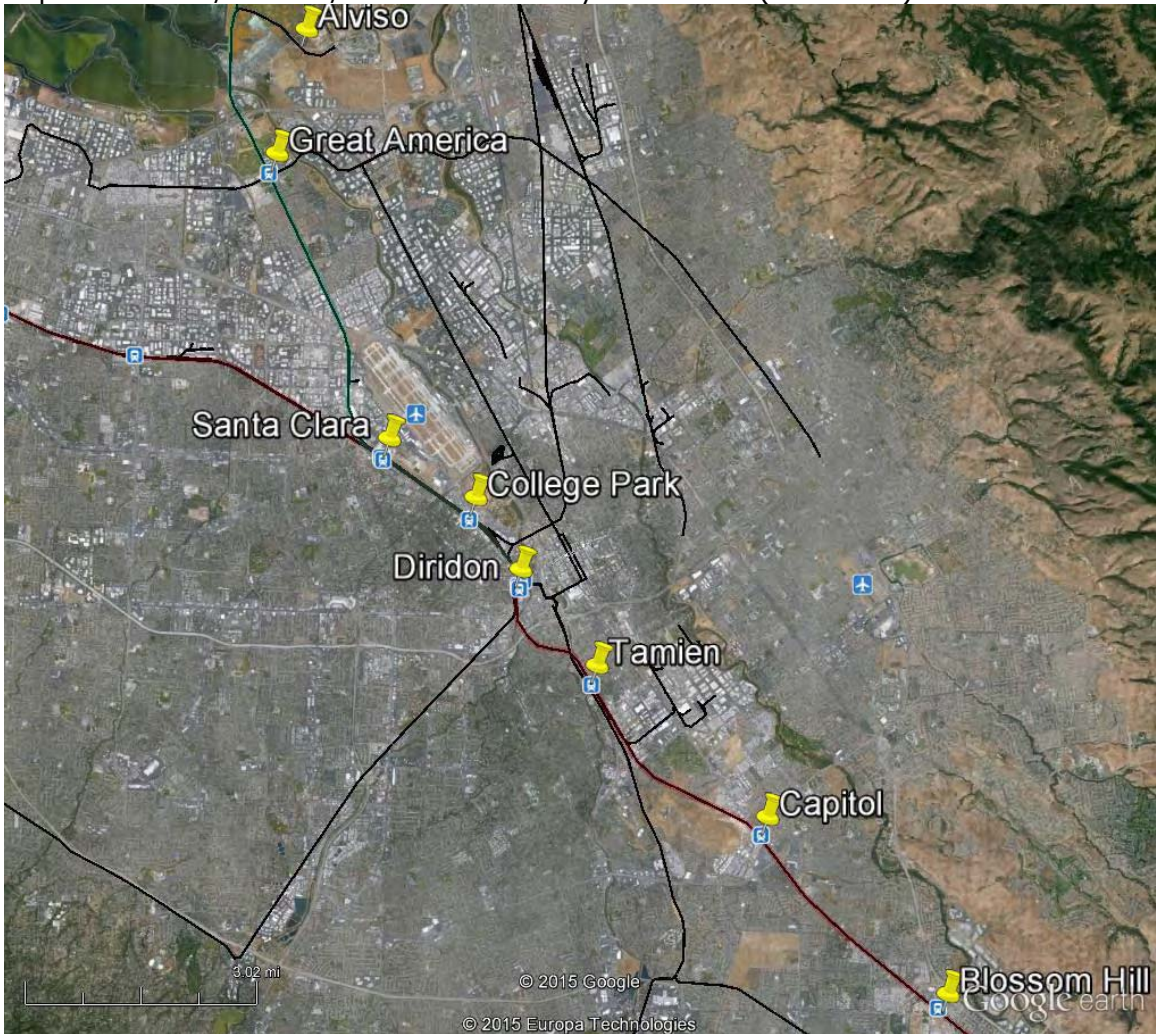 Alviso
Great America
Santa Clara
College Park
Diridon
Tamien
Capitol
Blossom Hill
3.02 mi
© 2015 Google
Google earth
© 2015 Europa Technologies